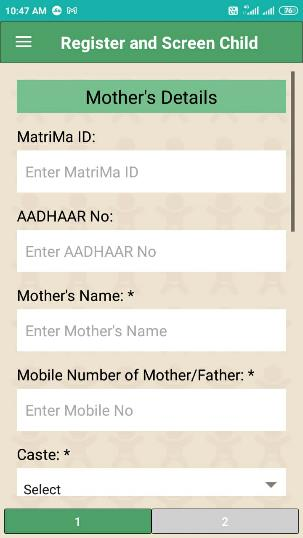 10:47 AM
76
Register and Screen Child
Mother's Details
MatriMa ID:
Enter MatriMa ID
AADHAAR No:
Enter AADHAAR No
Mother's Name: *
Enter Mother's Name
Mobile Number of Mother/Father: *
Enter Mobile No
Caste: *
Select
1
2